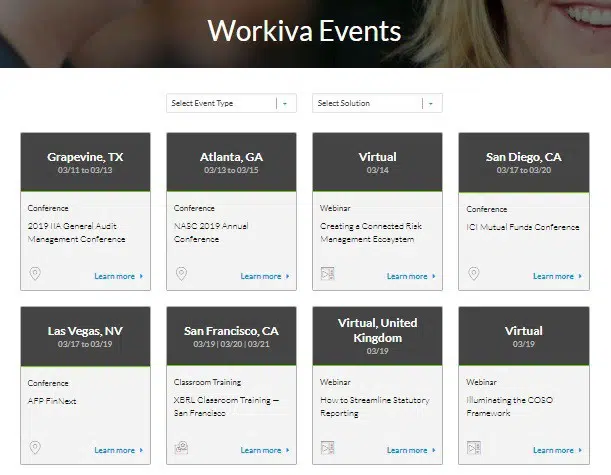 Workiva Events
Select Event Type
Select Solution
Grapevine, TX
03/11 to 03/13
Conference
2019 IIA General Audit
Management Conference
Learn more
Atlanta, GA
03/13 to 03/15
Conference
NASC 2019 Annual
Conference
Learn more
Virtual
03/14
Webinar
Creating a Connected Risk
Management Ecosystem
Learn more
San Diego, CA
03/17 to 03/20
Conference
ICI Mutual Funds Conference
Learn more
Las Vegas, NV
03/17 to 03/19
Conference
AFP FinNext
Learn more
San Francisco, CA
03/19 | 03/20 | 03/21
Classroom Training
XBRL Classroom Training —
San Francisco
Learn more
Virtual, United
Kingdom
03/19
Webinar
How to Streamline Statutory
Reporting
Learn more
Virtual
03/19
Webinar
Illuminating the COSO
Framework
Learn more